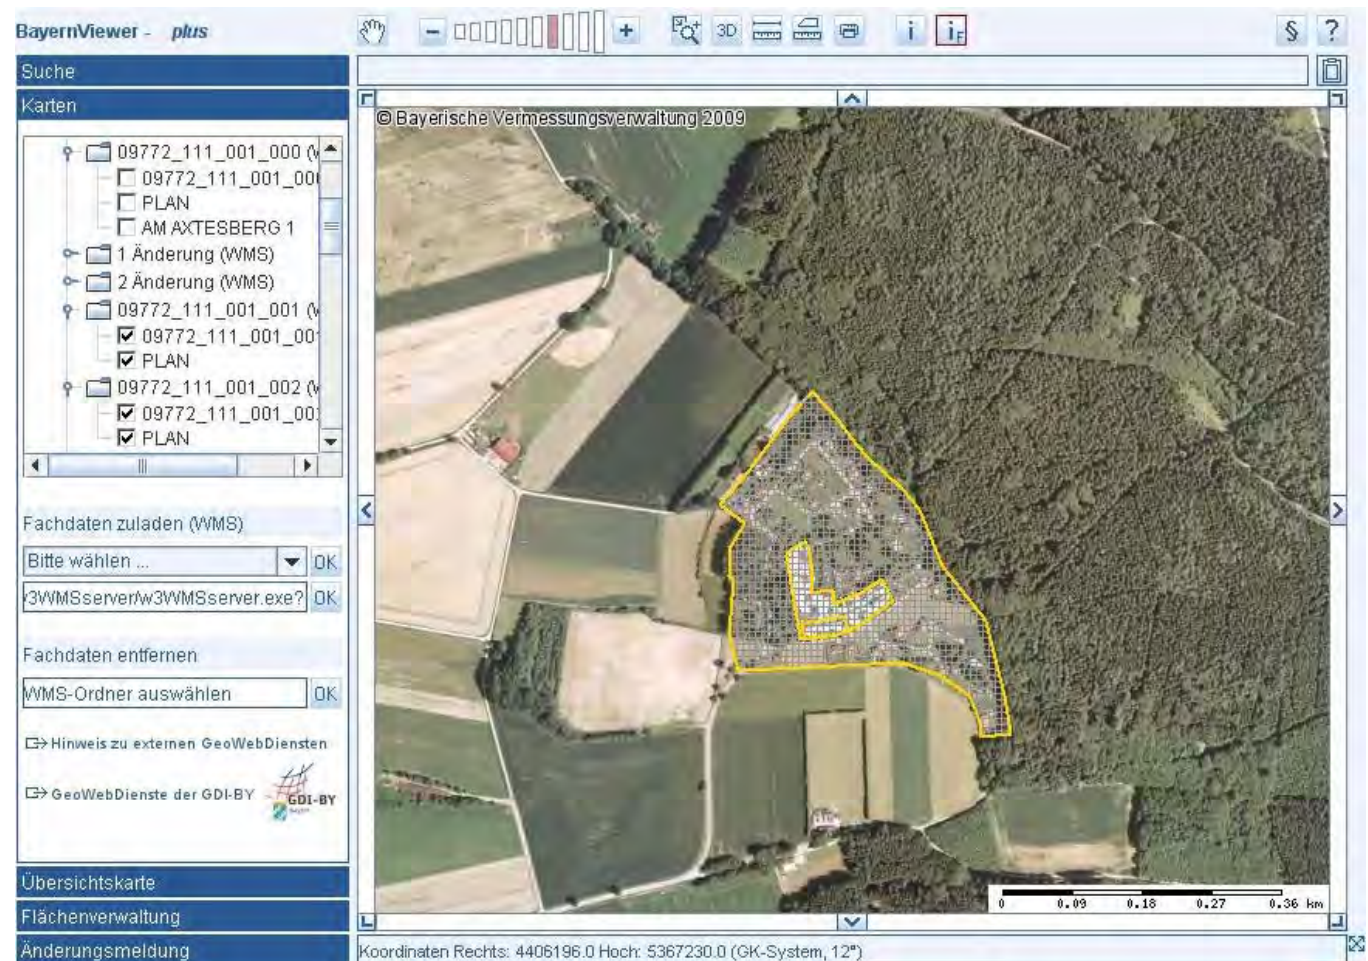 BayernViewer - plus
3D
i
iF
§ ?
Suche
Karten
09772_111_001_000
09772_111_001_00
PLAN
AM AXTESBERG 1
1 Änderung (WMS)
2 Änderung (WMS)
09772_111_001_001
09772_111_001_00
PLAN
09772_111_001_002
09772_111_001_00
PLAN
Fachdaten zuladen (WMS)
Bitte wählen ... OK
/3WMSserver/w3WMSserver.exe? OK
Fachdaten entfernen
WMS-Ordner auswählen OK
Hinweis zu externen GeoWebDiensten
GeoWebDienste der GDI-BY
GDI-BY
Übersichtskarte
Flächenverwaltung
Änderungsmeldung
© Bayerische Vermessungsverwaltung 2009
0 0.09 0.18 0.27 0.36 km
Koordinaten Rechts: 4406196.0 Hoch: 5367230.0 (GK-System, 12°)